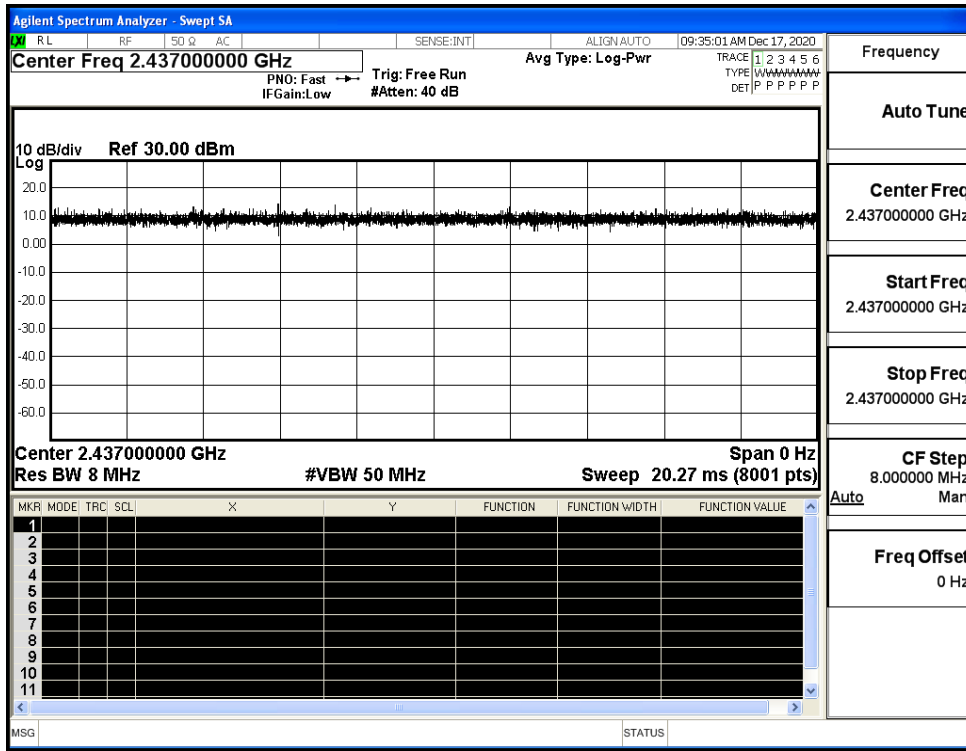 Agilent Spectrum Analyzer - Swept SA
LXI RL RF 50 Ω AC SENSE:INT ALIGN AUTO 09:35:01 AM Dec 17, 2020
Center Freq 2.437000000 GHz
PNO: Fast
IFGain:Low
Trig: Free Run
#Atten: 40 dB
Avg Type: Log-Pwr
TRACE 1 2 3 4 5 6
TYPE
DET P P P P P P
10 dB/div Ref 30.00 dBm
Log
20.0
10.0
0.00
-10.0
-20.0
-30.0
-40.0
-50.0
-60.0
Center 2.437000000 GHz Span 0 Hz
Res BW 8 MHz #VBW 50 MHz Sweep 20.27 ms (8001 pts)
MKR MODE TRC SCL X Y FUNCTION FUNCTION WIDTH FUNCTION VALUE
1
2
3
4
5
6
7
8
9
10
11
MSG STATUS
Frequency
Auto Tune
Center Freq
2.437000000 GHz
Start Freq
2.437000000 GHz
Stop Freq
2.437000000 GHz
CF Step
8.000000 MHz
Auto Man
Freq Offset
0 Hz